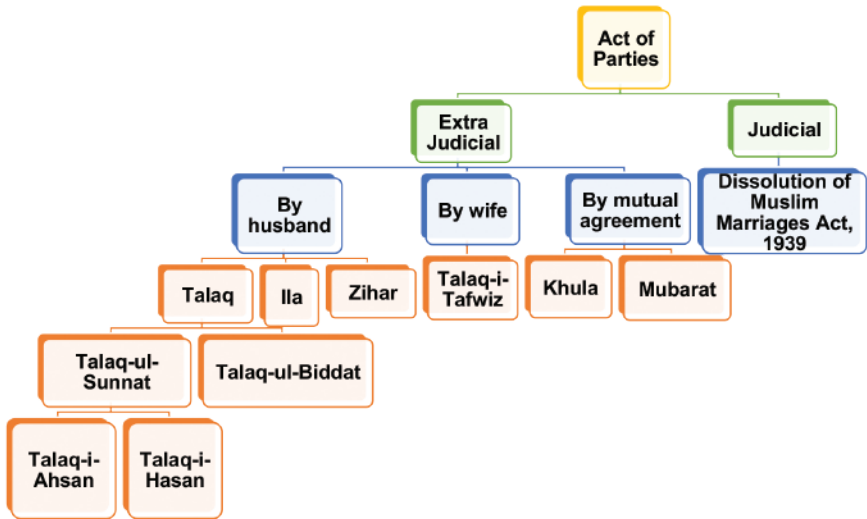 Act of
Parties
Extra
Judicial
Judicial
By
husband
By wife
By mutual
agreement
Dissolution of
Muslim
Marriages Act,
1939
Talaq
Ila
Zihar
Talaq-i-
Tafwiz
Khula
Mubarat
Talaq-ul-
Sunnat
Talaq-ul-Biddat
Talaq-i-
Ahsan
Talaq-i-
Hasan